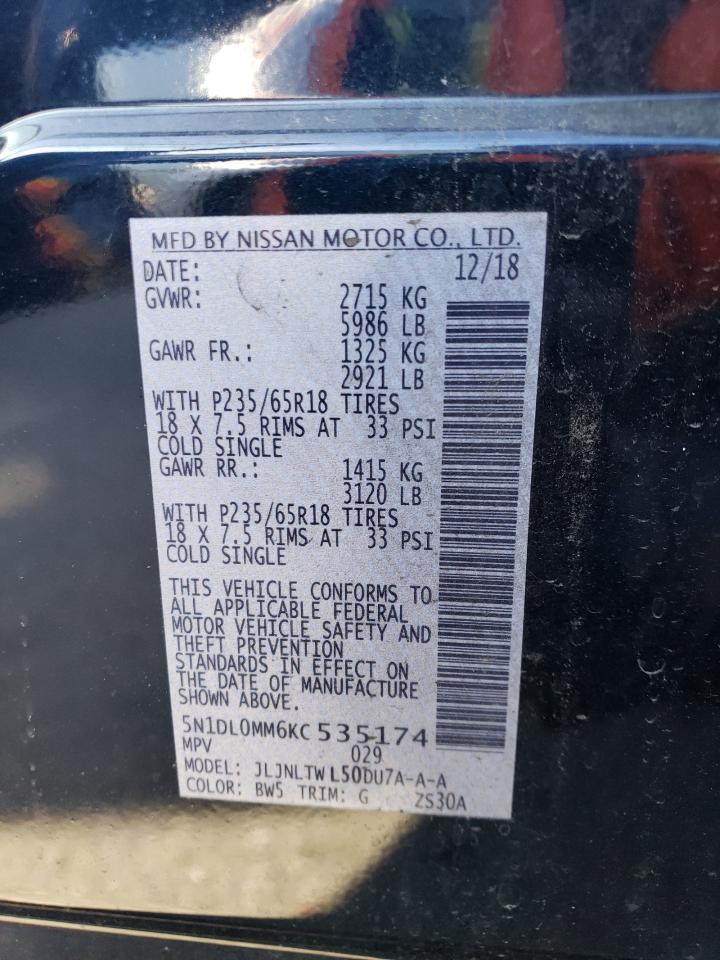 MFD BY NISSAN MOTOR CO., LTD.
DATE: 12/18
GVWR: 2715 KG
5986 LB
GAWR FR.: 1325 KG
2921 LB
WITH P235/65R18 TIRES
18 X 7.5 RIMS AT 33 PSI
COLD SINGLE
GAWR RR.: 1415 KG
3120 LB
WITH P235/65R18 TIRES
18 X 7.5 RIMS AT 33 PSI
COLD SINGLE
THIS VEHICLE CONFORMS TO
ALL APPLICABLE FEDERAL
MOTOR VEHICLE SAFETY AND
THEFT PREVENTION
STANDARDS IN EFFECT ON
THE DATE OF MANUFACTURE
SHOWN ABOVE.
5N1DL0MM6KC 535174
MPV 029
MODEL: JLJNLTW L50DU7A-A-A
COLOR: BW5 TRIM: G ZS30A